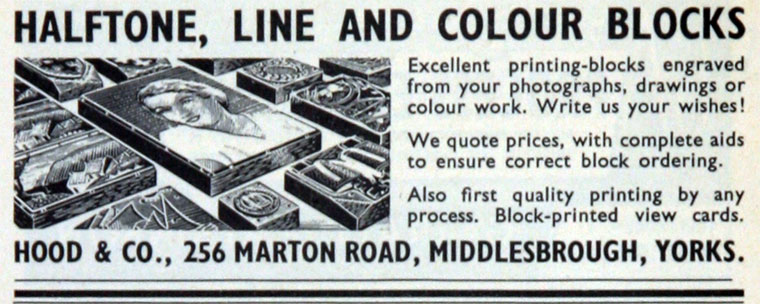 HALFTONE, LINE AND COLOUR BLOCKS
Excellent printing-blocks engraved
from your photographs, drawings or
colour work. Write us your wishes!
We quote prices, with complete aids
to ensure correct block ordering.
Also first quality printing by any
process. Block-printed view cards.
HOOD & CO., 256 MARTON ROAD, MIDDLESBROUGH, YORKS.